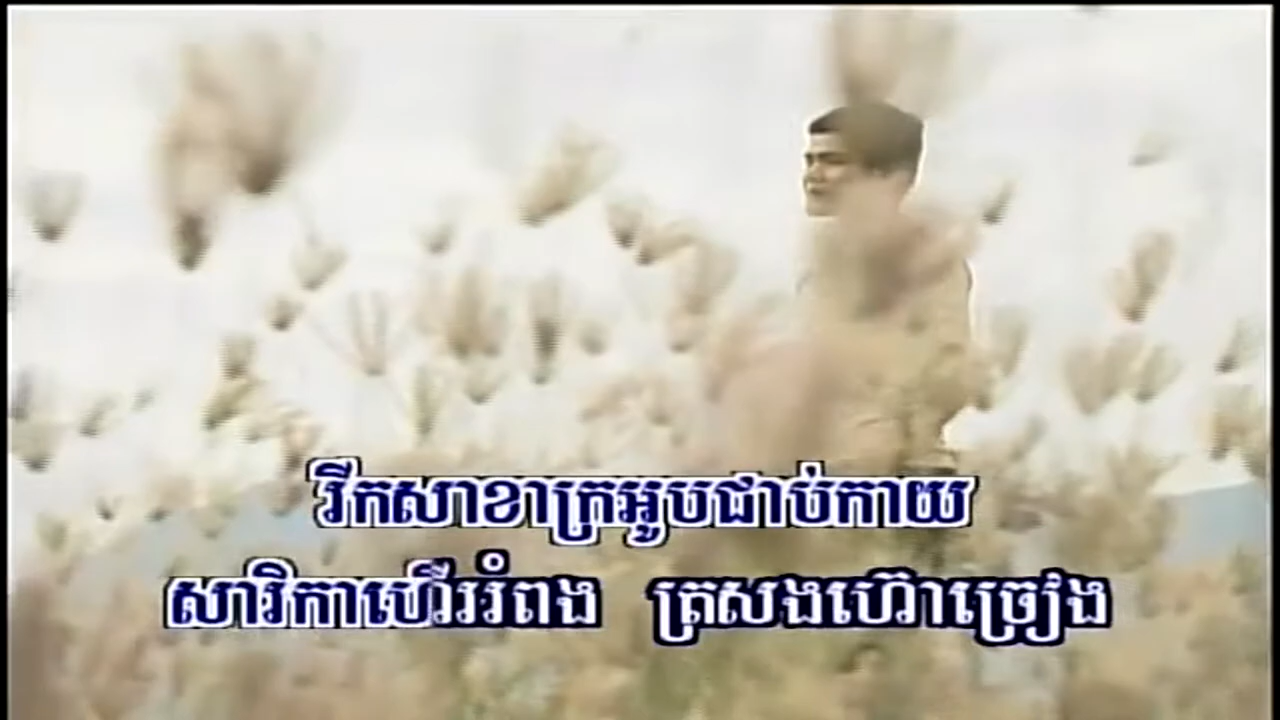 រីកសាខាក្រអូបជាប់កាយ
សារិកាហើររំពង ត្រសងហ៊ោច្រៀង